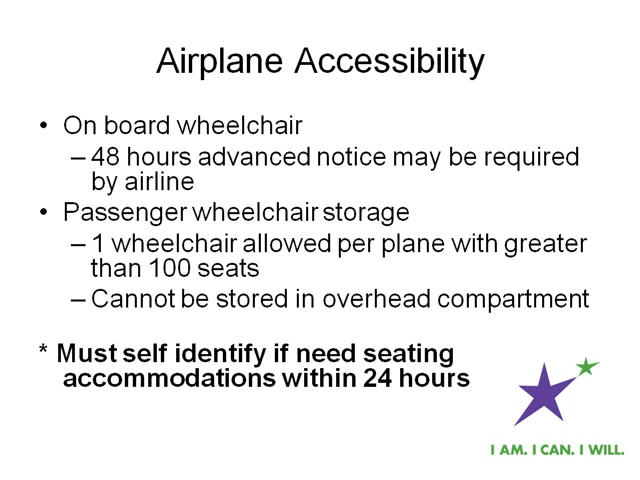 Airplane Accessibility
• On board wheelchair
– 48 hours advanced notice may be required
by airline
• Passenger wheelchair storage
– 1 wheelchair allowed per plane with greater
than 100 seats
– Cannot be stored in overhead compartment
* Must self identify if need seating
accommodations within 24 hours
I AM. I CAN. I WILL.